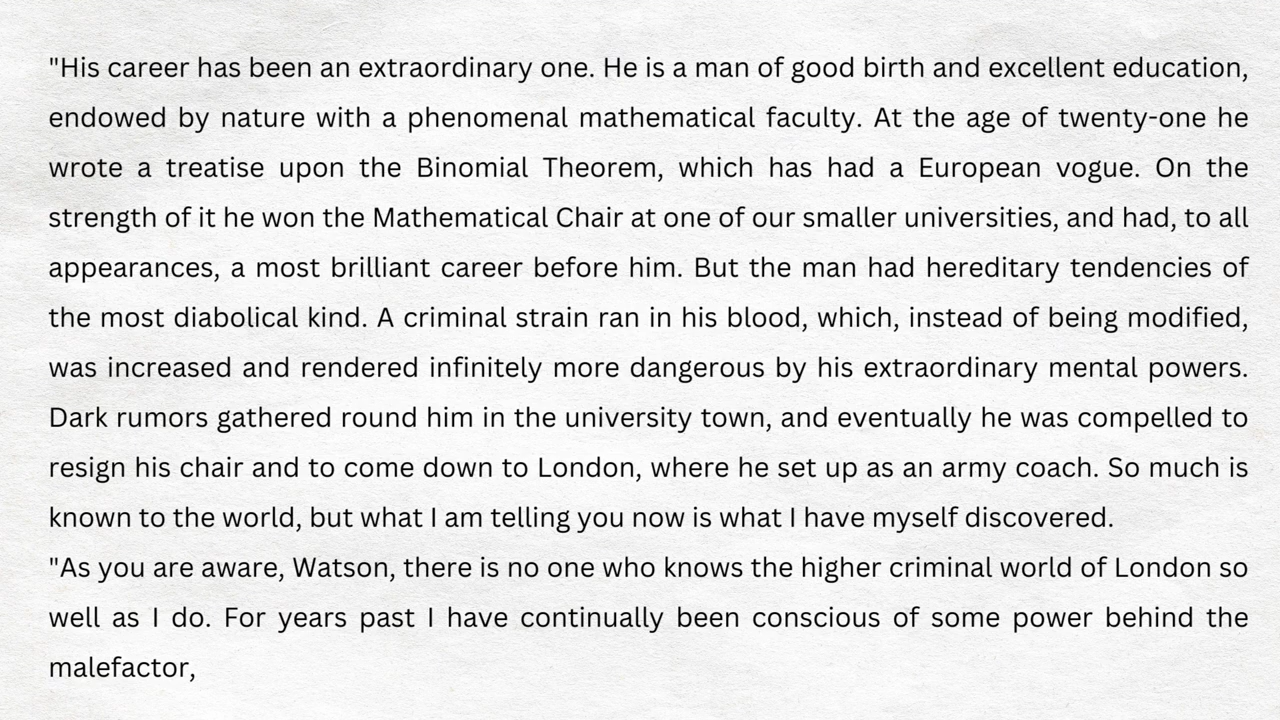 "His career has been an extraordinary one. He is a man of good birth and excellent education,
endowed by nature with a phenomenal mathematical faculty. At the age of twenty-one he
wrote a treatise upon the Binomial Theorem, which has had a European vogue. On the
strength of it he won the Mathematical Chair at one of our smaller universities, and had, to all
appearances, a most brilliant career before him. But the man had hereditary tendencies of
the most diabolical kind. A criminal strain ran in his blood, which, instead of being modified,
was increased and rendered infinitely more dangerous by his extraordinary mental powers.
Dark rumors gathered round him in the university town, and eventually he was compelled to
resign his chair and to come down to London, where he set up as an army coach. So much is
known to the world, but what I am telling you now is what I have myself discovered.
"As you are aware, Watson, there is no one who knows the higher criminal world of London so
well as I do. For years past I have continually been conscious of some power behind the
malefactor,